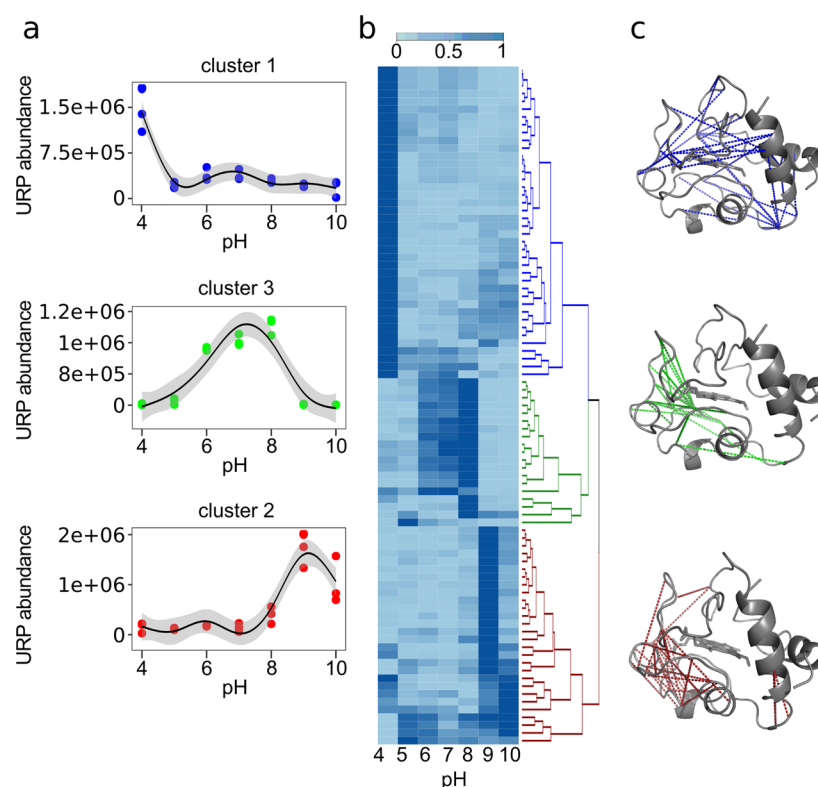 a
b
c
cluster 1
URP abundance
1.5e+06
7.5e+05
0
4 6 8 10
pH
cluster 3
URP abundance
1.2e+06
1e+06
8e+05
0
4 6 8 10
pH
cluster 2
URP abundance
2e+06
1e+06
0
4 6 8 10
pH
0 0.5 1
4 5 6 7 8 9 10
pH